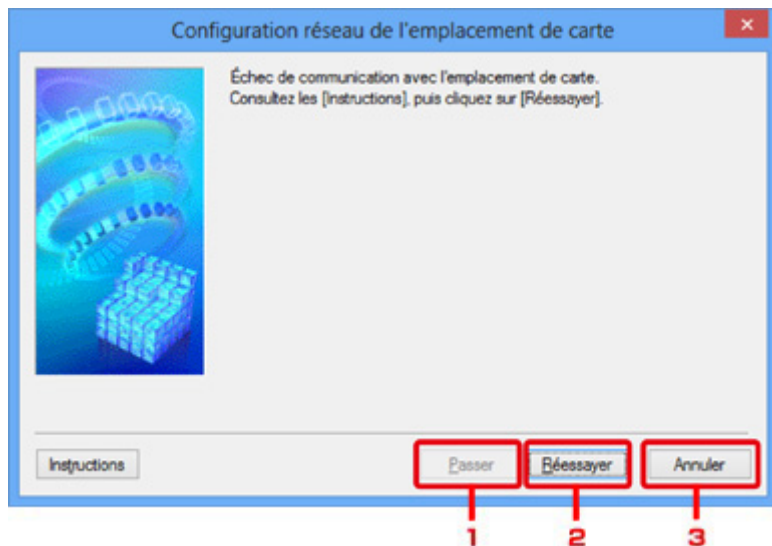 Configuration réseau de l'emplacement de carte
Échec de communication avec l'emplacement de carte.
Consultez les [Instructions], puis cliquez sur [Réessayer].
Instructions
Passer
Réessayer
Annuler
1
2
3